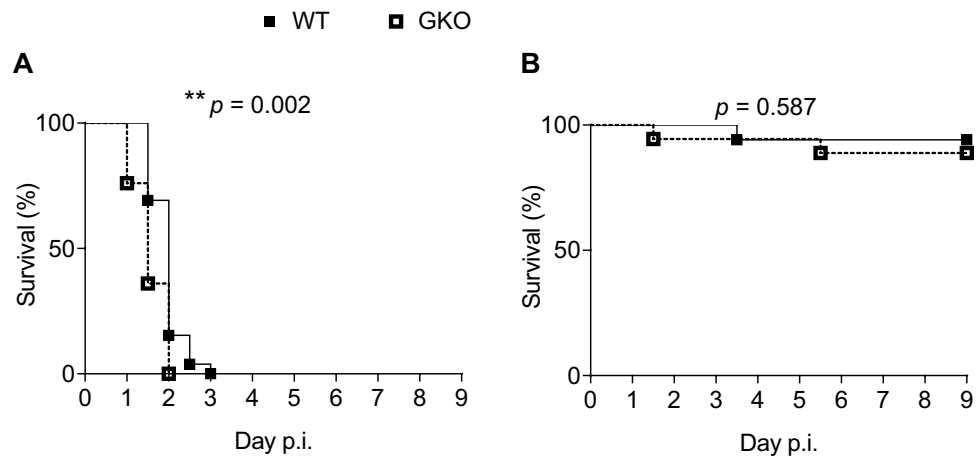 WT GKO
A
** p = 0.002
Survival (%)
100
50
0
0 1 2 3 4 5 6 7 8 9
Day p.i.
B
p = 0.587
Survival (%)
100
50
0
0 1 2 3 4 5 6 7 8 9
Day p.i.